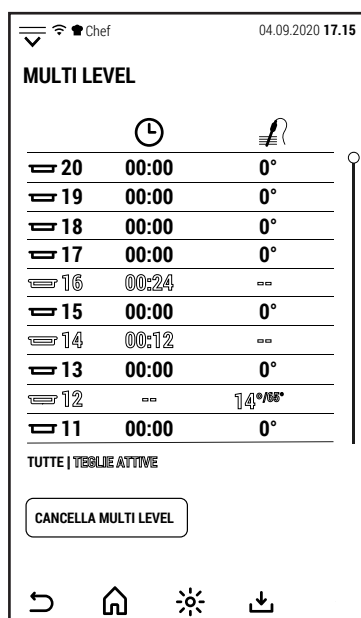 Chef 04.09.2020 17.15
MULTI LEVEL
20 00:00 0°
19 00:00 0°
18 00:00 0°
17 00:00 0°
16 00:24 --
15 00:00 0°
14 00:12 --
13 00:00 0°
12 -- 14°/65°
11 00:00 0°
TUTTE | TEGLIE ATTIVE
CANCELLA MULTI LEVEL